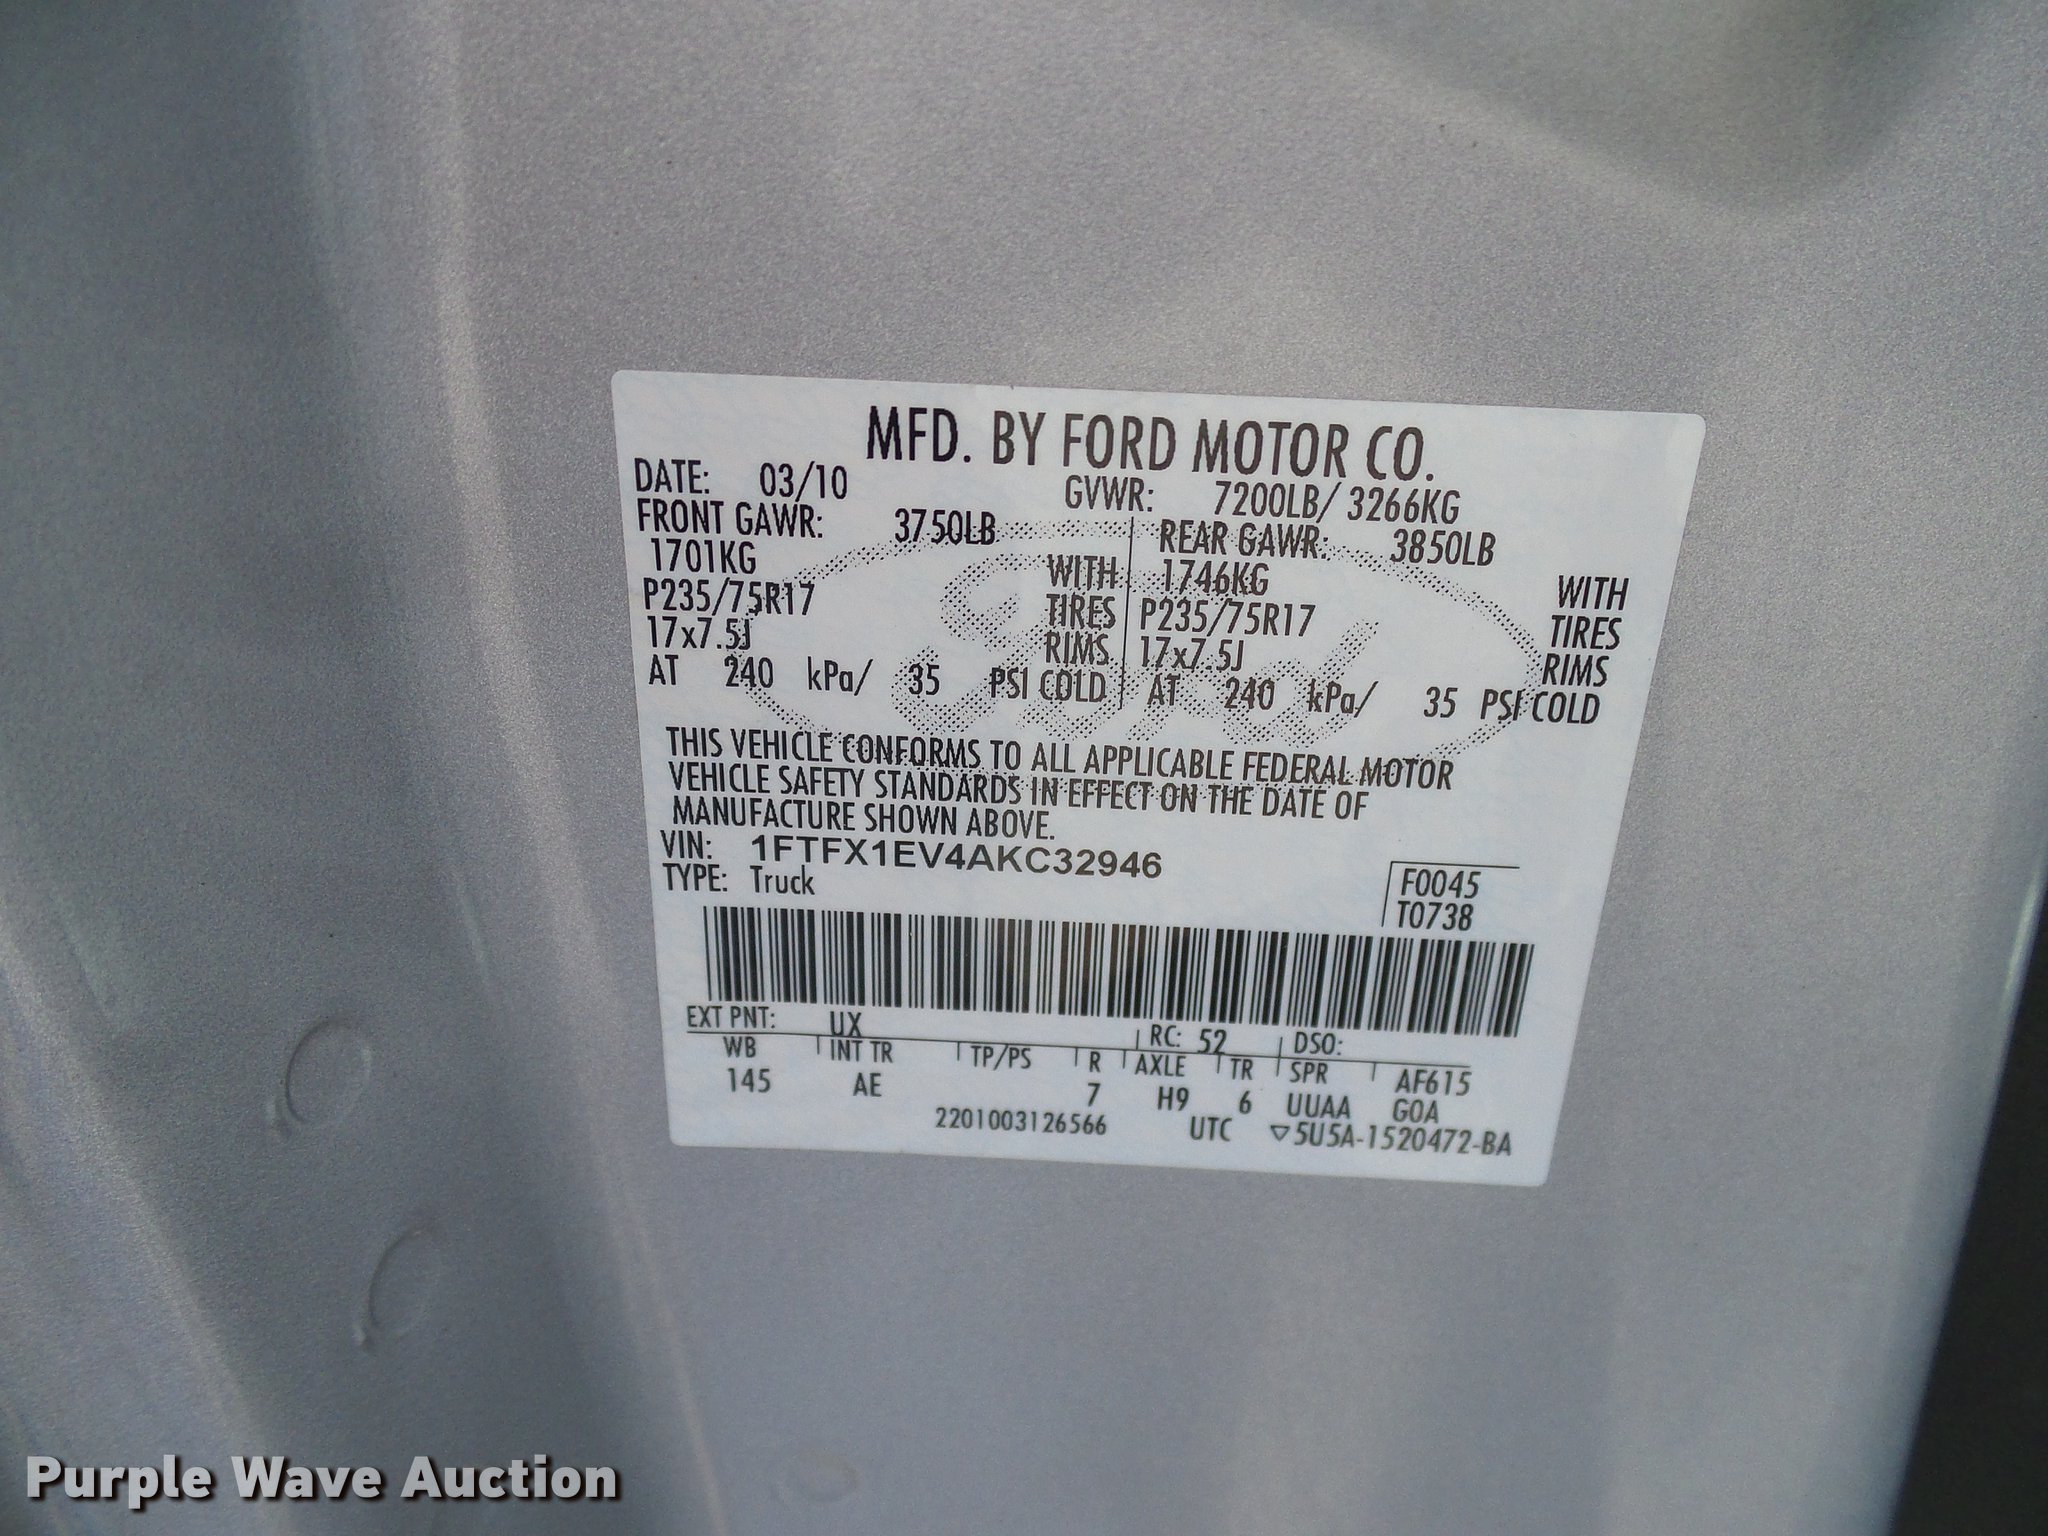 MFD. BY FORD MOTOR CO.
DATE: 03/10 GVWR: 7200LB/ 3266KG
FRONT GAWR: 3750LB REAR GAWR: 3850LB
1701KG WITH 1746KG WITH
P235/75R17 TIRES P235/75R17 TIRES
17x7.5J RIMS 17x7.5J RIMS
AT 240 kPa/ 35 PSI COLD AT 240 kPa/ 35 PSI COLD
Ford
THIS VEHICLE CONFORMS TO ALL APPLICABLE FEDERAL MOTOR
VEHICLE SAFETY STANDARDS IN EFFECT ON THE DATE OF
MANUFACTURE SHOWN ABOVE.
VIN: 1FTFX1EV4AKC32946
TYPE: Truck
F0045
T0738
EXT PNT: UX RC: 52 DSO:
WB INT TR TP/PS R AXLE TR SPR AF615
145 AE 7 H9 6 UUAA GOA
2201003126566 UTC ▽5U5A-1520472-BA
Purple Wave Auction